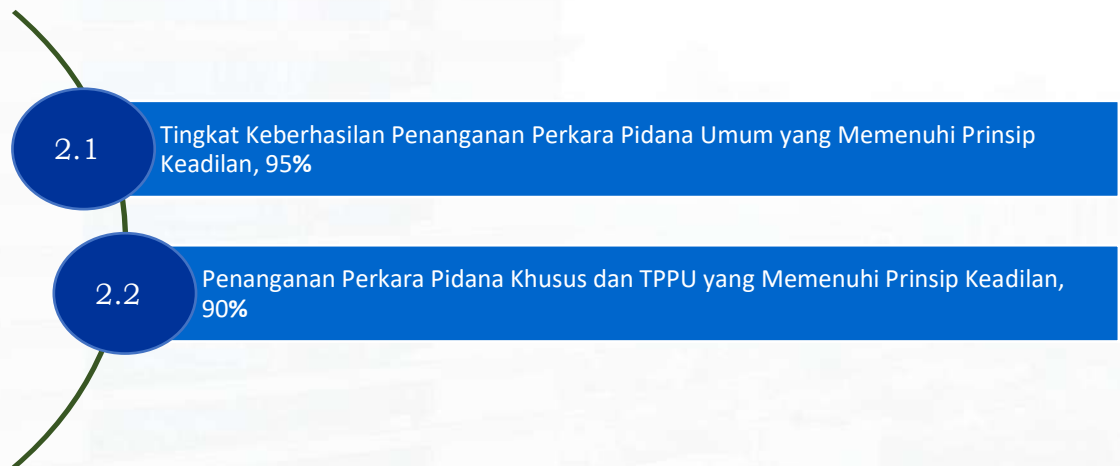 2.1
Tingkat Keberhasilan Penanganan Perkara Pidana Umum yang Memenuhi Prinsip
Keadilan, 95%
2.2
Penanganan Perkara Pidana Khusus dan TPPU yang Memenuhi Prinsip Keadilan,
90%